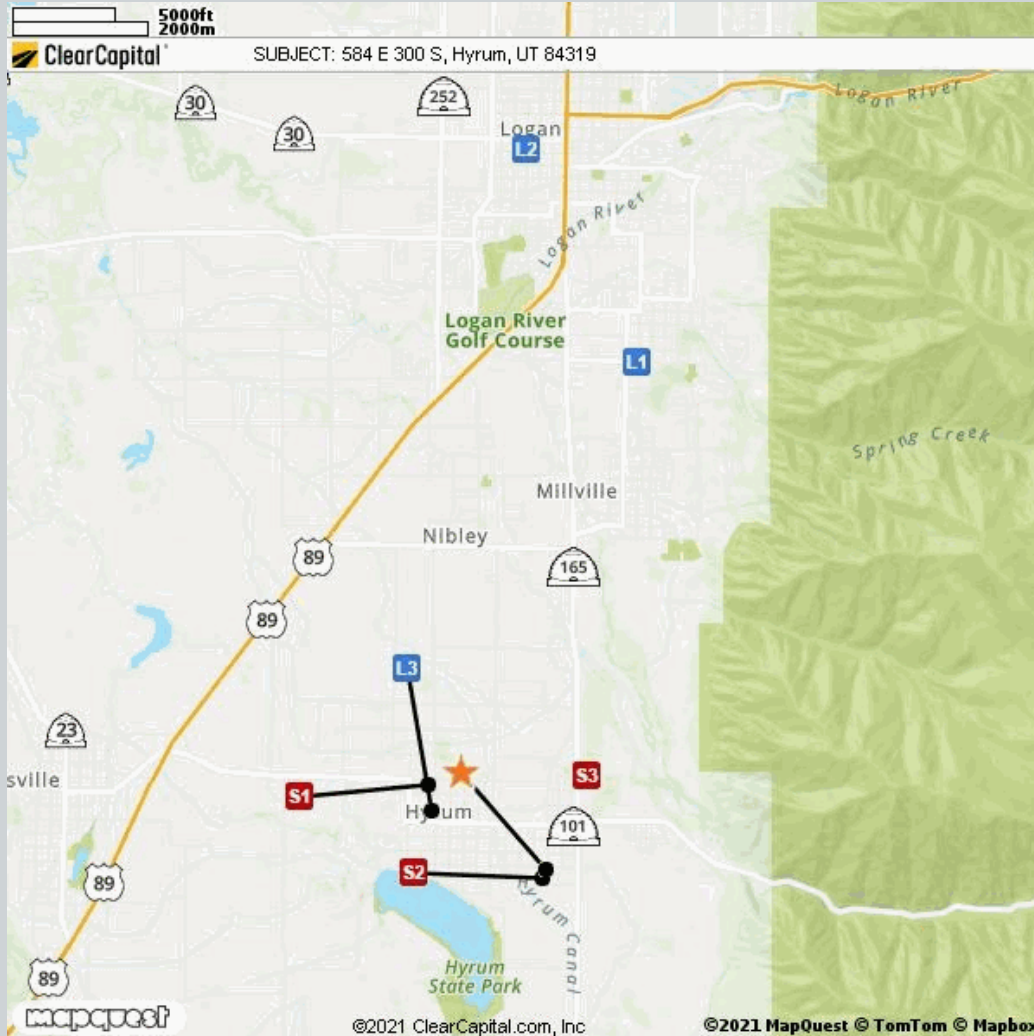 5000ft
2000m
ClearCapital
SUBJECT: 584 E 300 S, Hyrum, UT 84319
30
30
252
Logan
L2
Logan River
Logan River
Logan River
Golf Course
L1
Spring Creek
Millville
Nibley
89
165
89
L3
23
sville
S1
S3
Hyrum
101
S2
89
Hyrum Canal
Hyrum
State Park
89
mapquest
©2021 ClearCapital.com, Inc
©2021 MapQuest © TomTom © Mapbox